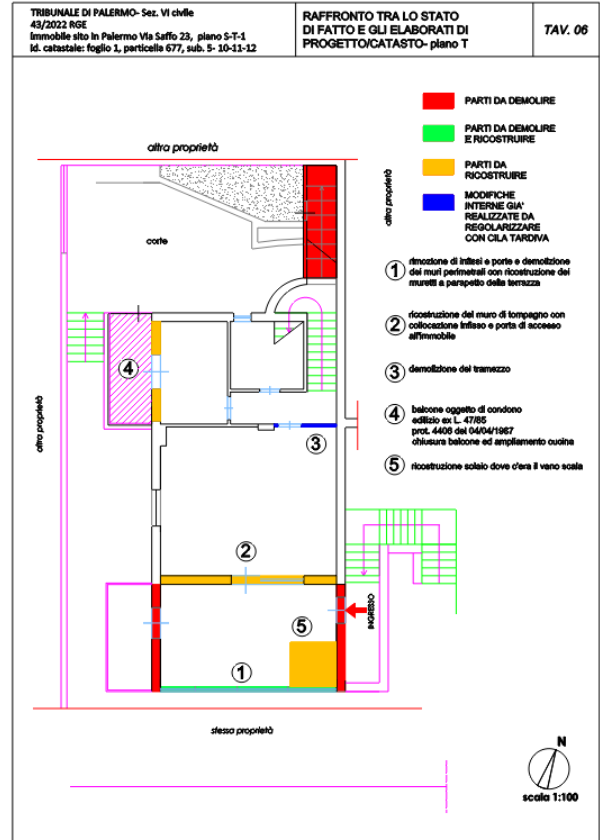 TRIBUNALE DI PALERMO- Sez. VI civile
43/2022 RGE
Immobile sito in Palermo Via Saffo 23, piano S-T-1
Id. catastale: foglio 1, particella 677, sub. 5- 10-11-12
RAFFRONTO TRA LO STATO
DI FATTO E GLI ELABORATI DI
PROGETTO/CATASTO- piano T
TAV. 06
PARTI DA DEMOLIRE
PARTI DA DEMOLIRE
E RICOSTRUIRE
PARTI DA
RICOSTRUIRE
MODIFICHE
INTERNE GIA'
REALIZZATE DA
REGOLARIZZARE
CON CILA TARDIVA
1 rimozione di infissi e porte e demolizione
dei muri perimetrali con ricostruzione dei
muretti a parapetto della terrazza
2 ricostruzione del muro di tompagno con
collocazione infisso e porta di accesso
all'immobile
3 demolizione del tramezzo
4 balcone oggetto di condono
edilizio ex L. 47/85
prot. 4408 del 04/04/1987
chiusura balcone ed ampliamento cucina
5 ricostruzione solaio dove c'era il vano scala
altra proprietà
altra proprietà
corte
4
altra proprietà
3
2
5
INGRESSO
1
stessa proprietà
N
scala 1:100